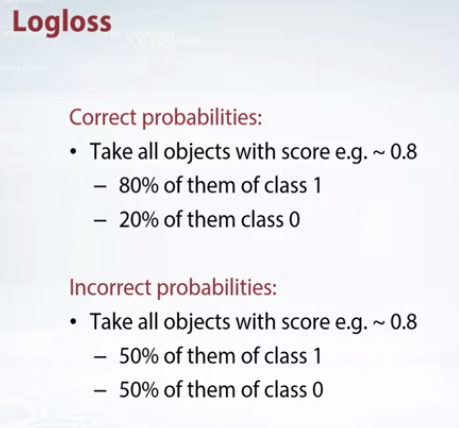 Logloss
Correct probabilities:
• Take all objects with score e.g. ~ 0.8
– 80% of them of class 1
– 20% of them class 0
Incorrect probabilities:
• Take all objects with score e.g. ~ 0.8
– 50% of them of class 1
– 50% of them of class 0